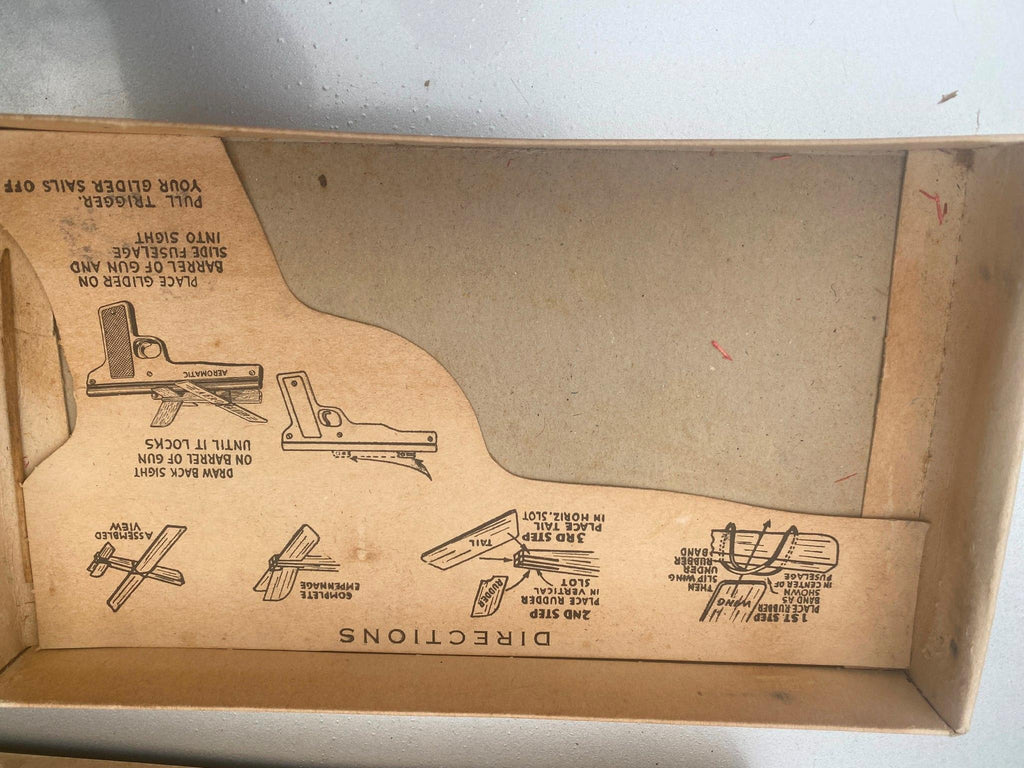 DIRECTIONS
1 ST. STEP
PLACE RUBBER
BAND AS
SHOWN
IN CENTER OF
FUSELAGE
WING
THEN
SLIP WING
UNDER
RUBBER
BAND
2ND STEP
PLACE RUDDER
IN VERTICAL
SLOT
RUDDER
3RD STEP
PLACE TAIL
IN HORIZ. SLOT
TAIL
COMPLETE
EMPENNAGE
ASSEMBLED
VIEW
DRAW BACK SIGHT
ON BARREL OF GUN
UNTIL IT LOCKS
AEROMATIC
PLACE GLIDER ON
BARREL OF GUN AND
SLIDE FUSELAGE
INTO SIGHT
PULL TRIGGER.
YOUR GLIDER SAILS OFF